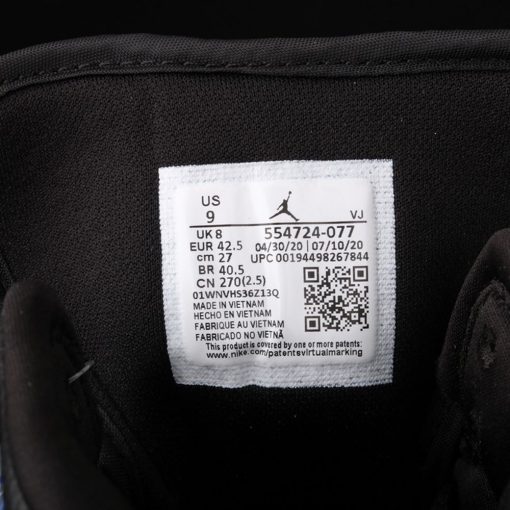 US
9 VJ
UK 8 554724-077
EUR 42.5 04/30/20 | 07/10/20
cm 27 UPC 00194498267844
BR 40.5
CN 270(2.5)
01WNVHS36Z13Q
MADE IN VIETNAM
HECHO EN VIETNAM
FABRIQUE AU VIETNAM
FABRICADO NO VIETNÃ
This product is covered by one or more patents:
www.nike.com/patentsvirtualmarking